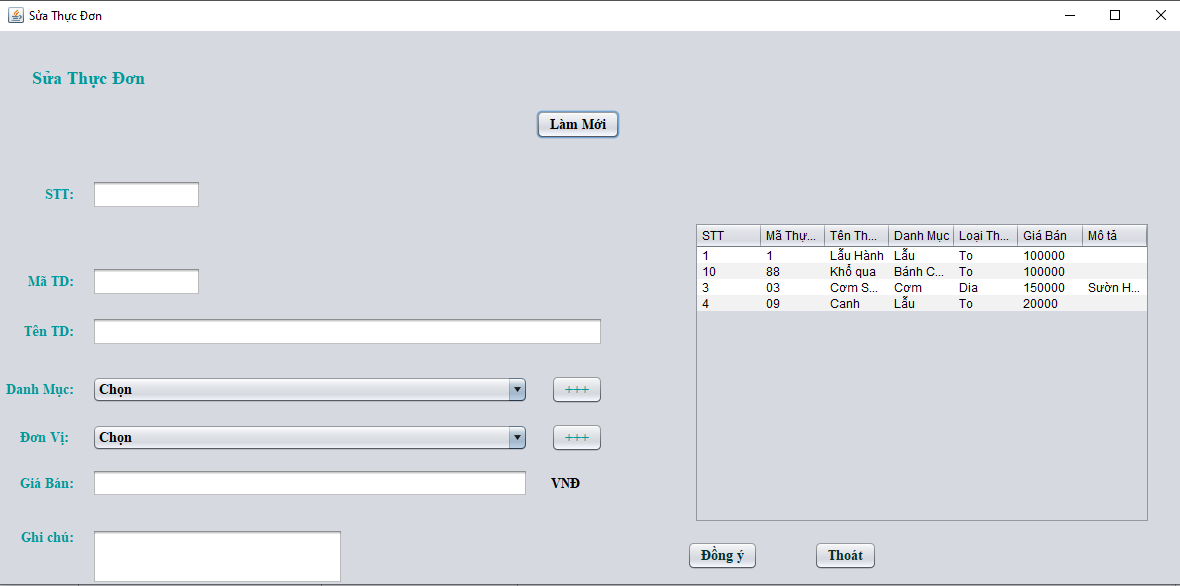 Sửa Thực Đơn
Sửa Thực Đơn
Làm Mới
STT:
Mã TD:
Tên TD:
Danh Mục: Chọn +++
Đơn Vị: Chọn +++
Giá Bán: VNĐ
Ghi chú:
STT Mã Thự... Tên Th... Danh Mục Loại Th... Giá Bán Mô tả
1 1 Lẫu Hành Lẫu To 100000
10 88 Khổ qua Bánh C... To 100000
3 03 Cơm S... Cơm Dia 150000 Sườn H...
4 09 Canh Lẫu To 20000
Đồng ý Thoát